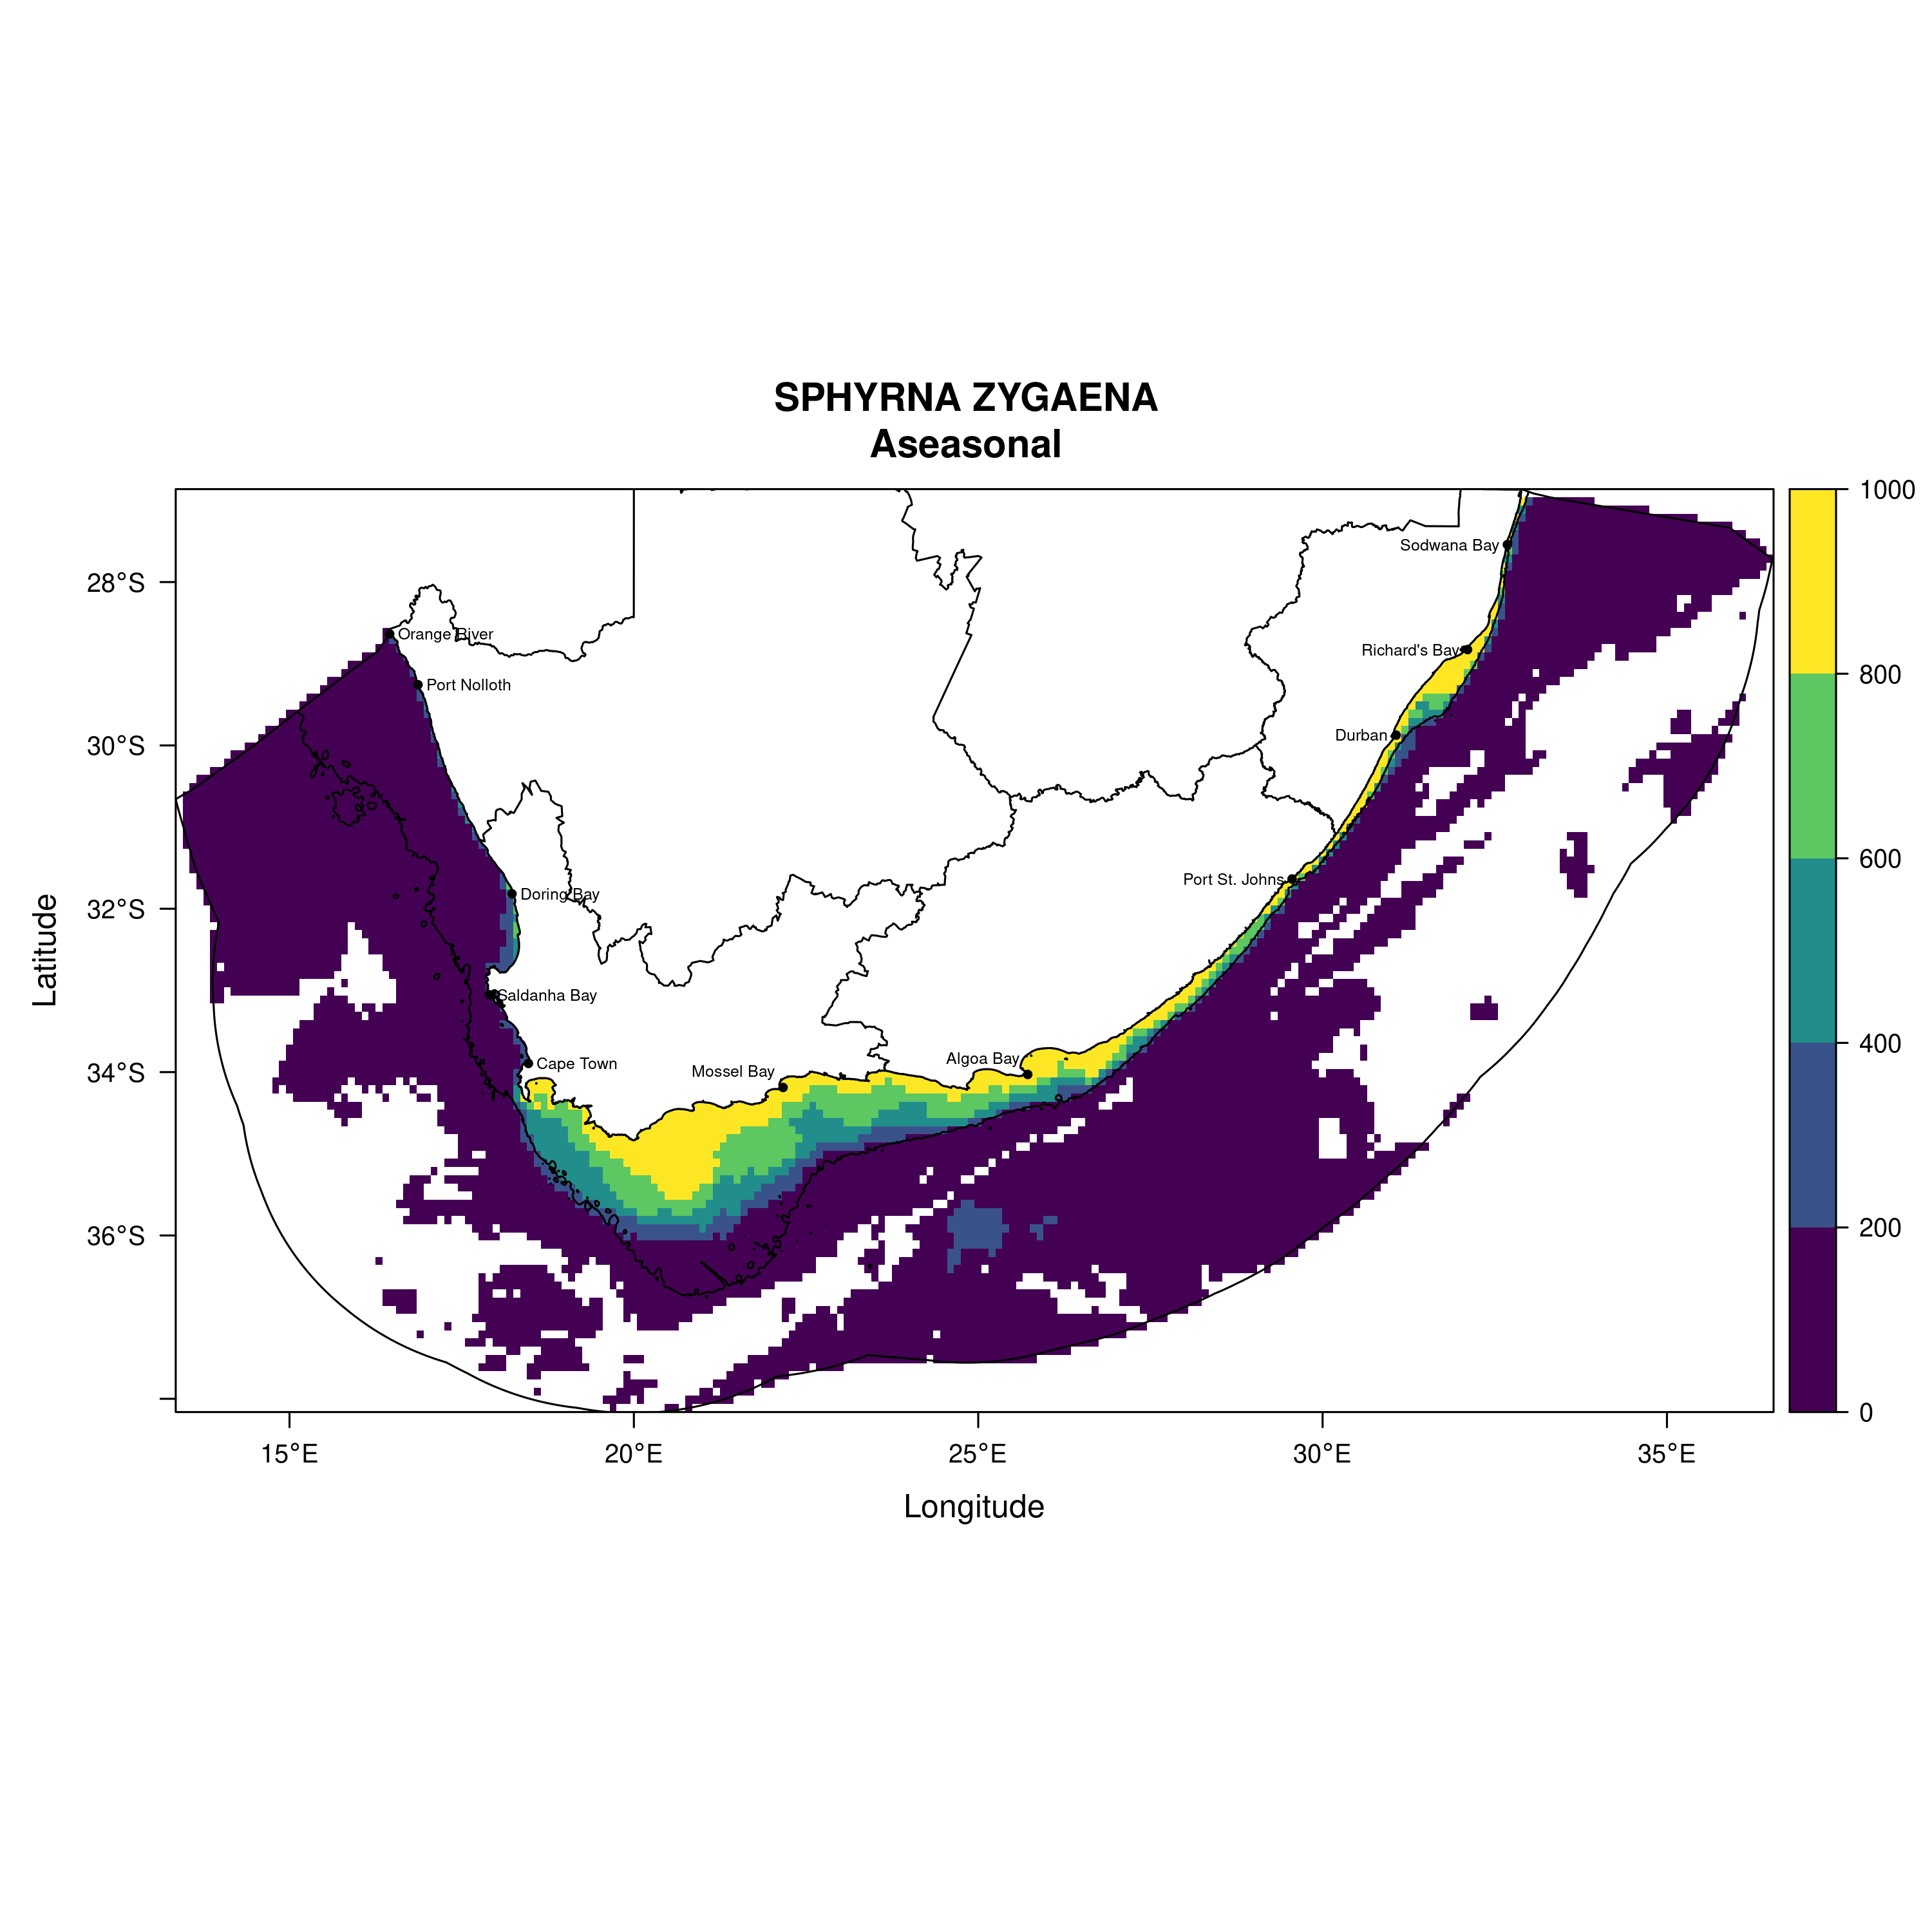 SPHYRNA ZYGAENA
Aseasonal
1000
800
600
400
200
0
28°S
30°S
32°S
34°S
36°S
Latitude
Sodwana Bay
Orange River
Richard's Bay
Port Nolloth
Durban
Port St. Johns
Doring Bay
Saldanha Bay
Algoa Bay
Cape Town
Mossel Bay
15°E
20°E
25°E
30°E
35°E
Longitude